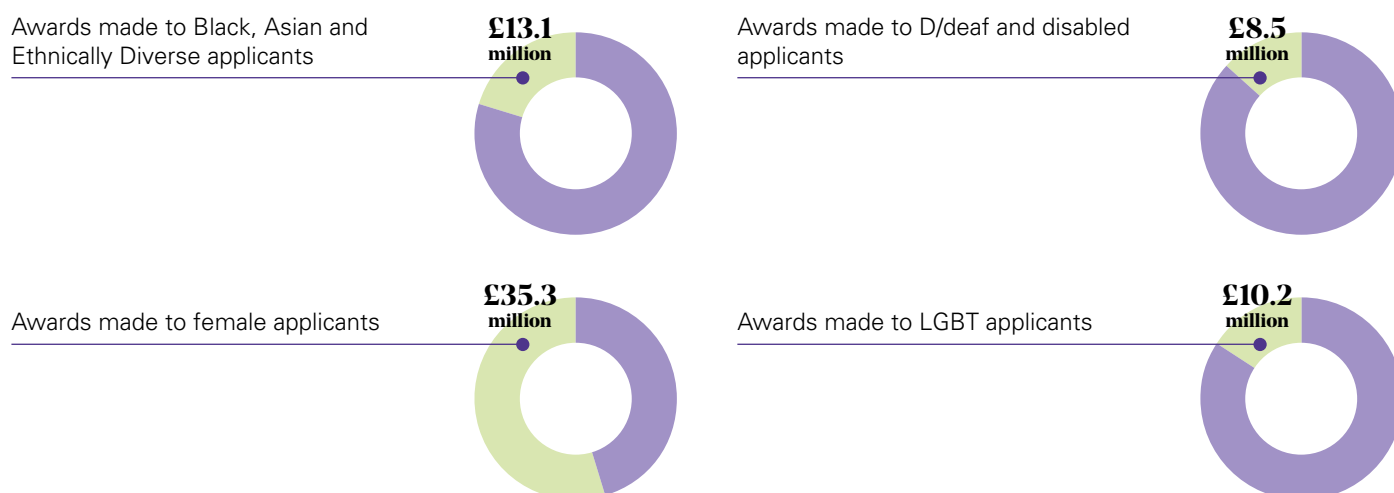 Awards made to Black, Asian and
Ethnically Diverse applicants
£13.1
million
Awards made to D/deaf and disabled
applicants
£8.5
million
Awards made to female applicants
£35.3
million
Awards made to LGBT applicants
£10.2
million